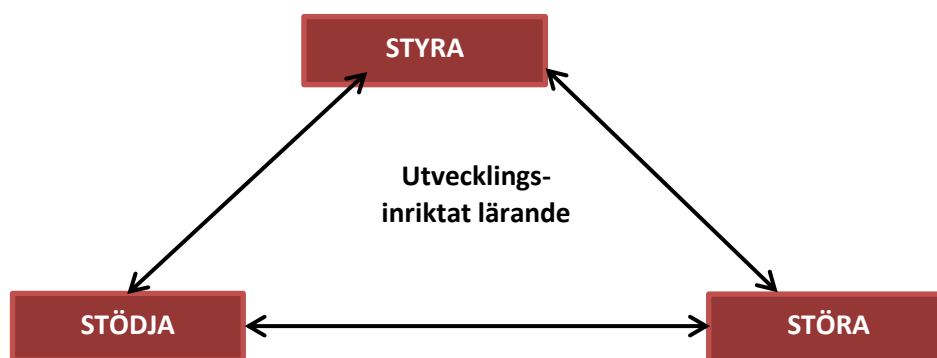 STYRA
Utvecklings-
inriktat lärande
STÖDJA
STÖRA